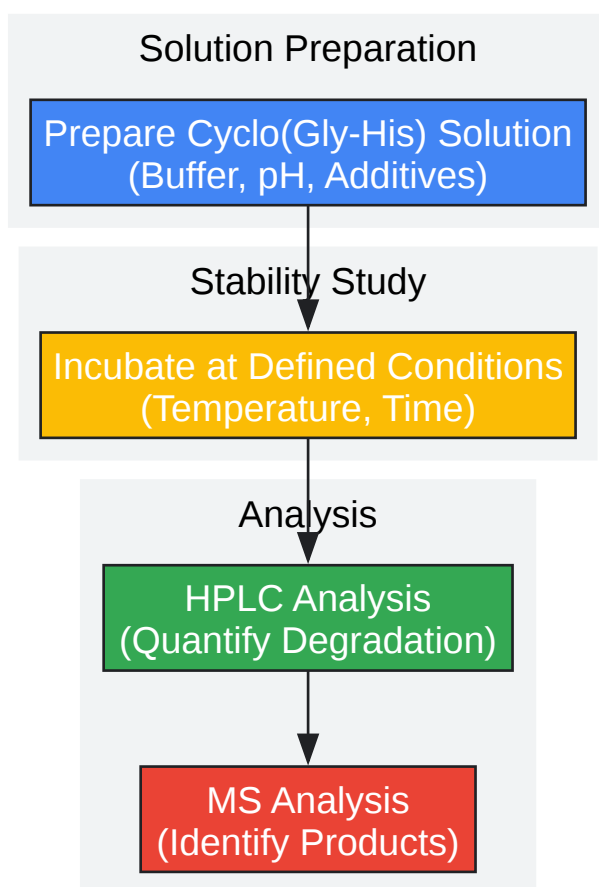 Solution Preparation
Prepare Cyclo(Gly-His) Solution
(Buffer, pH, Additives)
Stability Study
Incubate at Defined Conditions
(Temperature, Time)
Analysis
HPLC Analysis
(Quantify Degradation)
MS Analysis
(Identify Products)